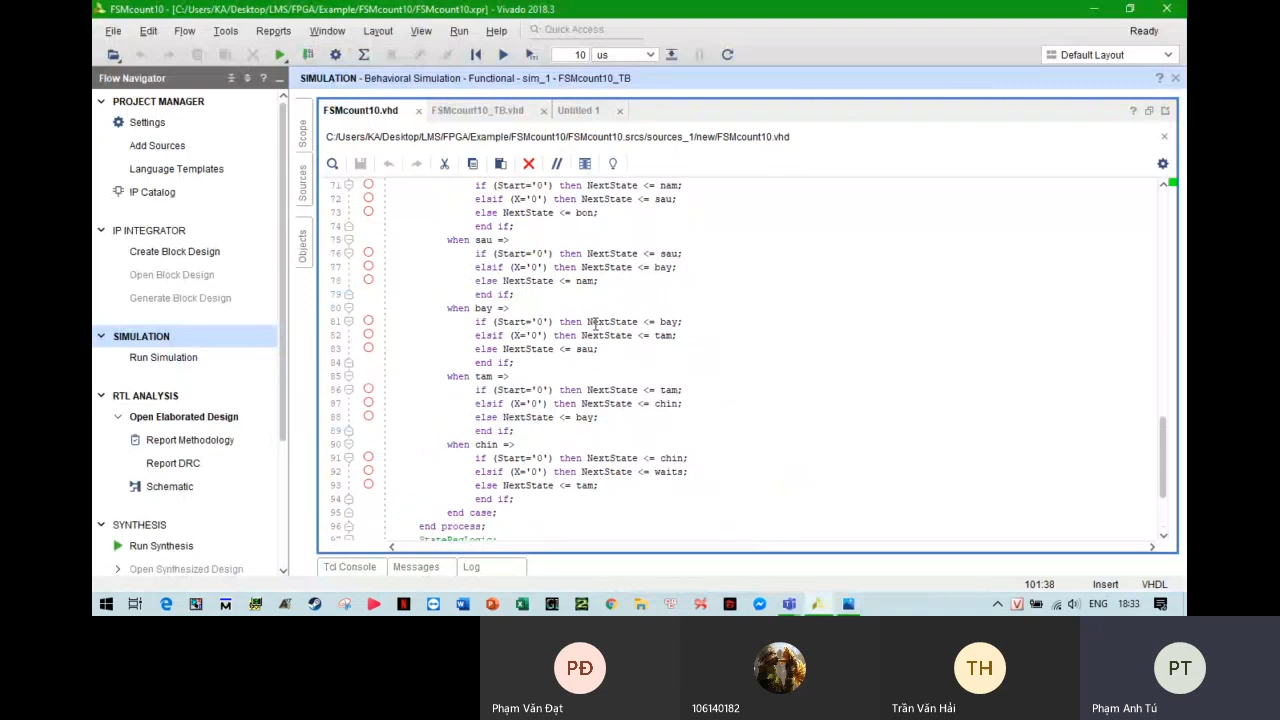 FSMcount10 - [C:/Users/KA/Desktop/LMS/FPGA/Example/FSMcount10/FSMcount10.xpr] - Vivado 2018.3
File Edit Flow Tools Reports Window Layout View Run Help Quick Access Ready
10 us Default Layout
Flow Navigator
SIMULATION - Behavioral Simulation - Functional - sim_1 - FSMcount10_TB
PROJECT MANAGER
Settings
Add Sources
Language Templates
IP Catalog
IP INTEGRATOR
Create Block Design
Open Block Design
Generate Block Design
SIMULATION
Run Simulation
RTL ANALYSIS
Open Elaborated Design
Report Methodology
Report DRC
Schematic
SYNTHESIS
Run Synthesis
Open Synthesized Design
Scope
Sources
Objects
FSMcount10.vhd FSMcount10_TB.vhd Untitled 1
C:/Users/KA/Desktop/LMS/FPGA/Example/FSMcount10/FSMcount10.srcs/sources_1/new/FSMcount10.vhd
71 if (Start='0') then NextState <= nam;
72 elsif (X='0') then NextState <= sau;
73 else NextState <= bon;
74 end if;
75 when sau =>
76 if (Start='0') then NextState <= sau;
77 elsif (X='0') then NextState <= bay;
78 else NextState <= nam;
79 end if;
80 when bay =>
81 if (Start='0') then NextState <= bay;
82 elsif (X='0') then NextState <= tam;
83 else NextState <= sau;
84 end if;
85 when tam =>
86 if (Start='0') then NextState <= tam;
87 elsif (X='0') then NextState <= chin;
88 else NextState <= bay;
89 end if;
90 when chin =>
91 if (Start='0') then NextState <= chin;
92 elsif (X='0') then NextState <= waits;
93 else NextState <= tam;
94 end if;
95 end case;
96 end process;
97 StateRegLogic:
Tcl Console Messages Log
101:38 Insert VHDL
ENG 18:33
PĐ TH PT
Phạm Văn Đạt 106140182 Trần Văn Hải Phạm Anh Tú